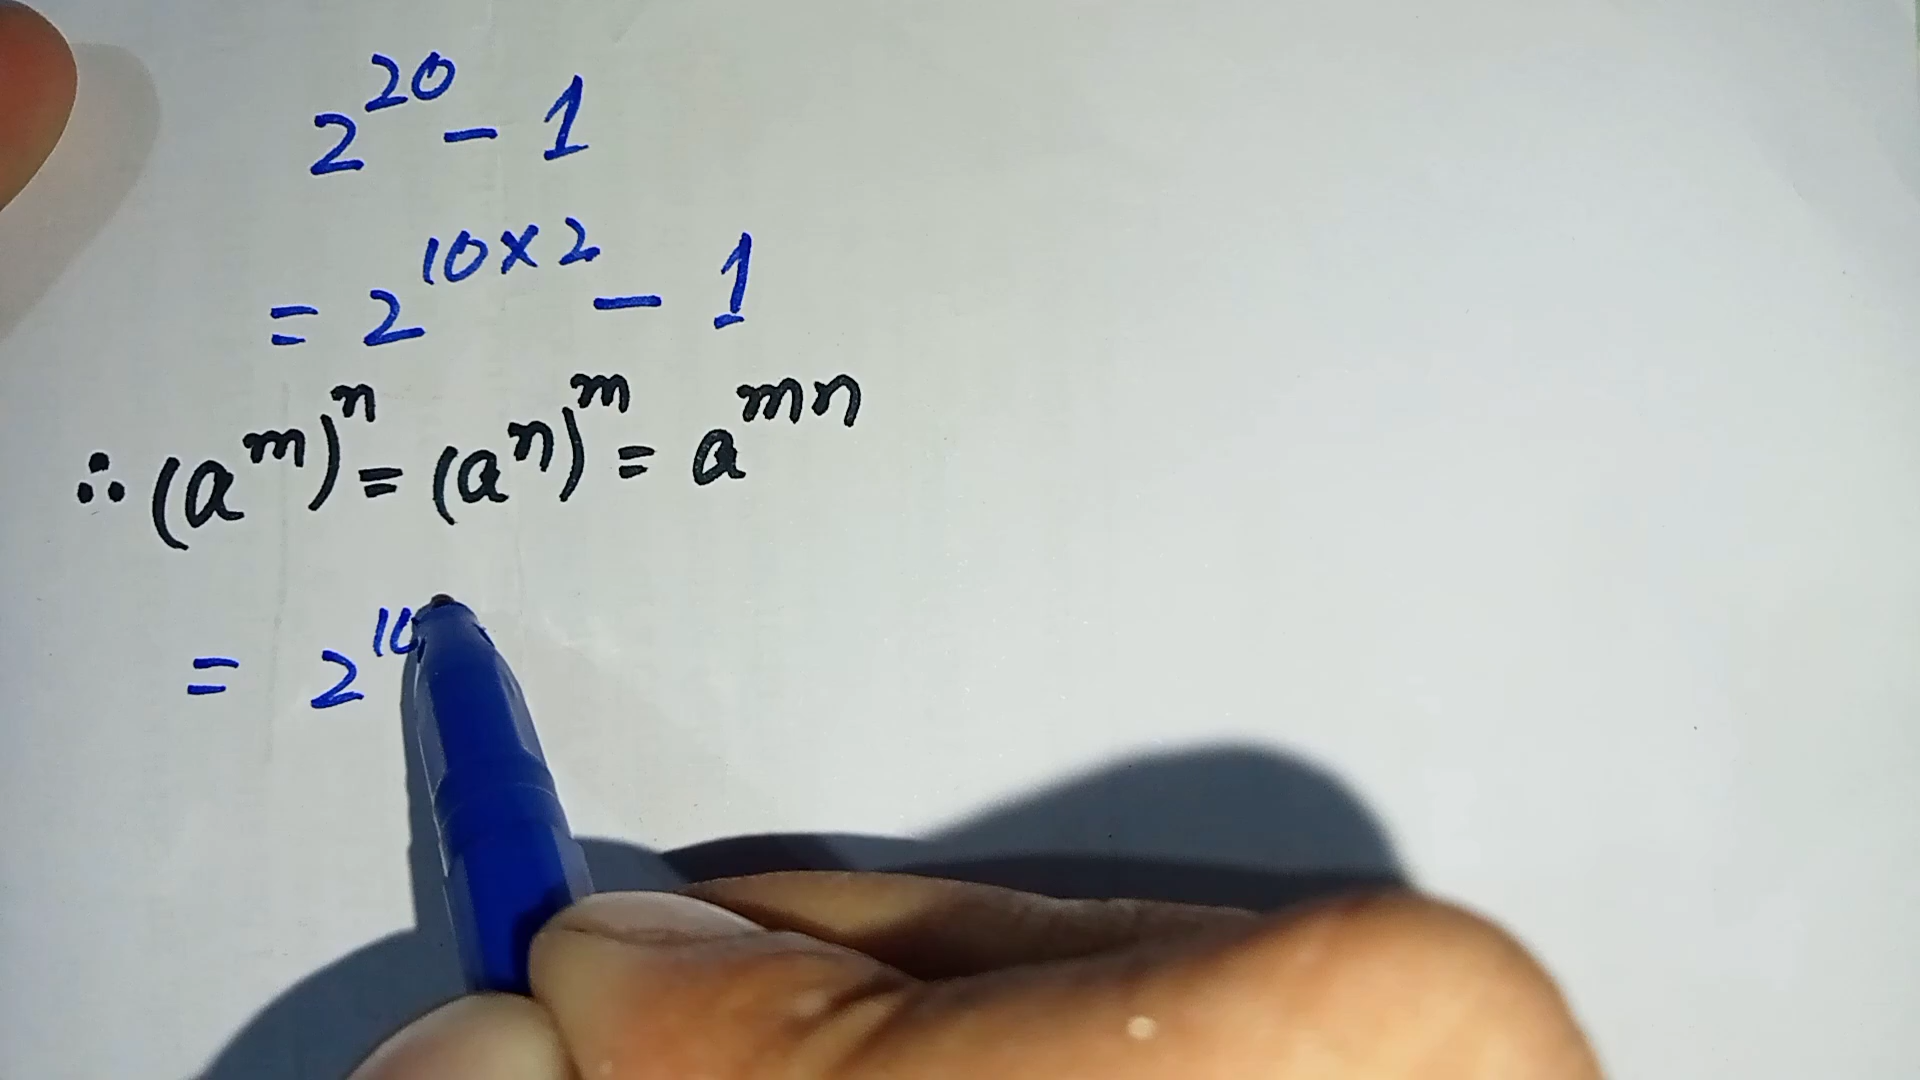 2^20 - 1
= 2^10×2 - 1
∴ (a^m)^n = (a^n)^m = a^mn
= 2^10